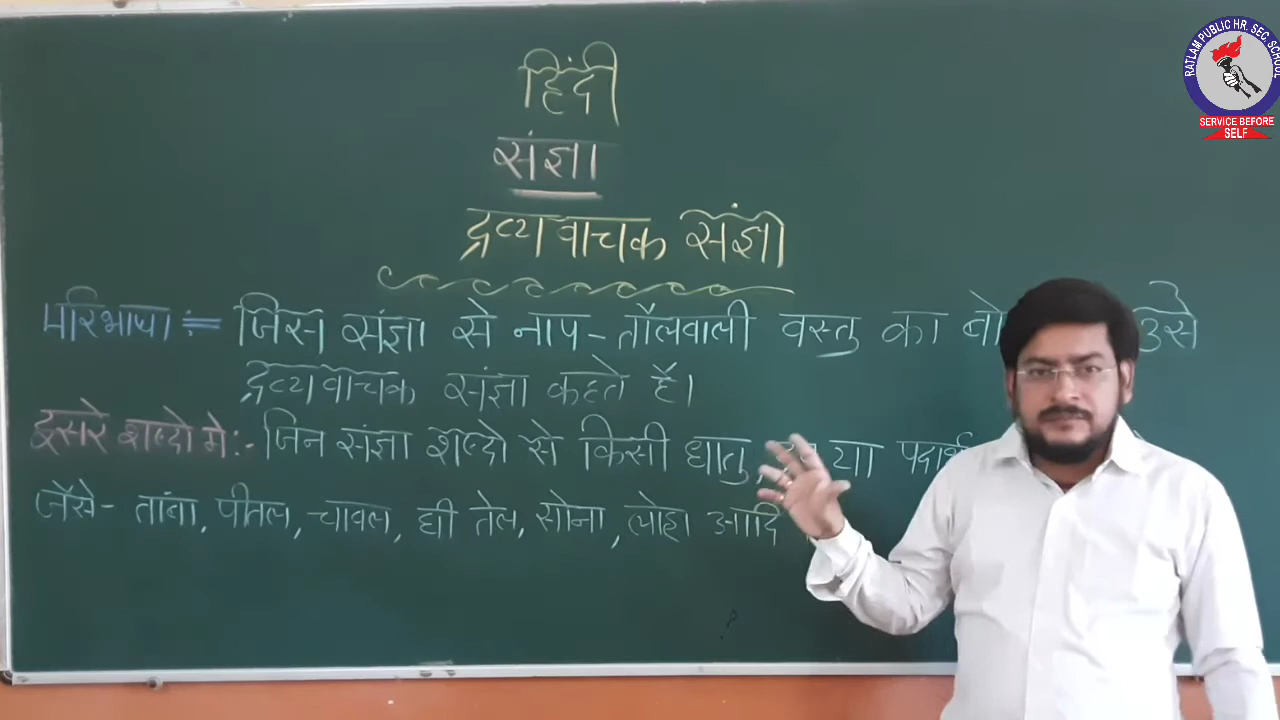 हिंदी
संज्ञा
द्रव्यवाचक संज्ञा
परिभाषा := जिस संज्ञा से नाप-तौलवाली वस्तु का उसे
द्रव्यवाचक संज्ञा कहते हैं।
दूसरे शब्दो मे:- जिन संज्ञा शब्दो से किसी धातु, या
जैसे- तांबा, पीतल, चावल, घी तेल, सोना, लोहा आदि
RATLAM PUBLIC HR. SEC. SCHOOL
SERVICE BEFORE
SELF